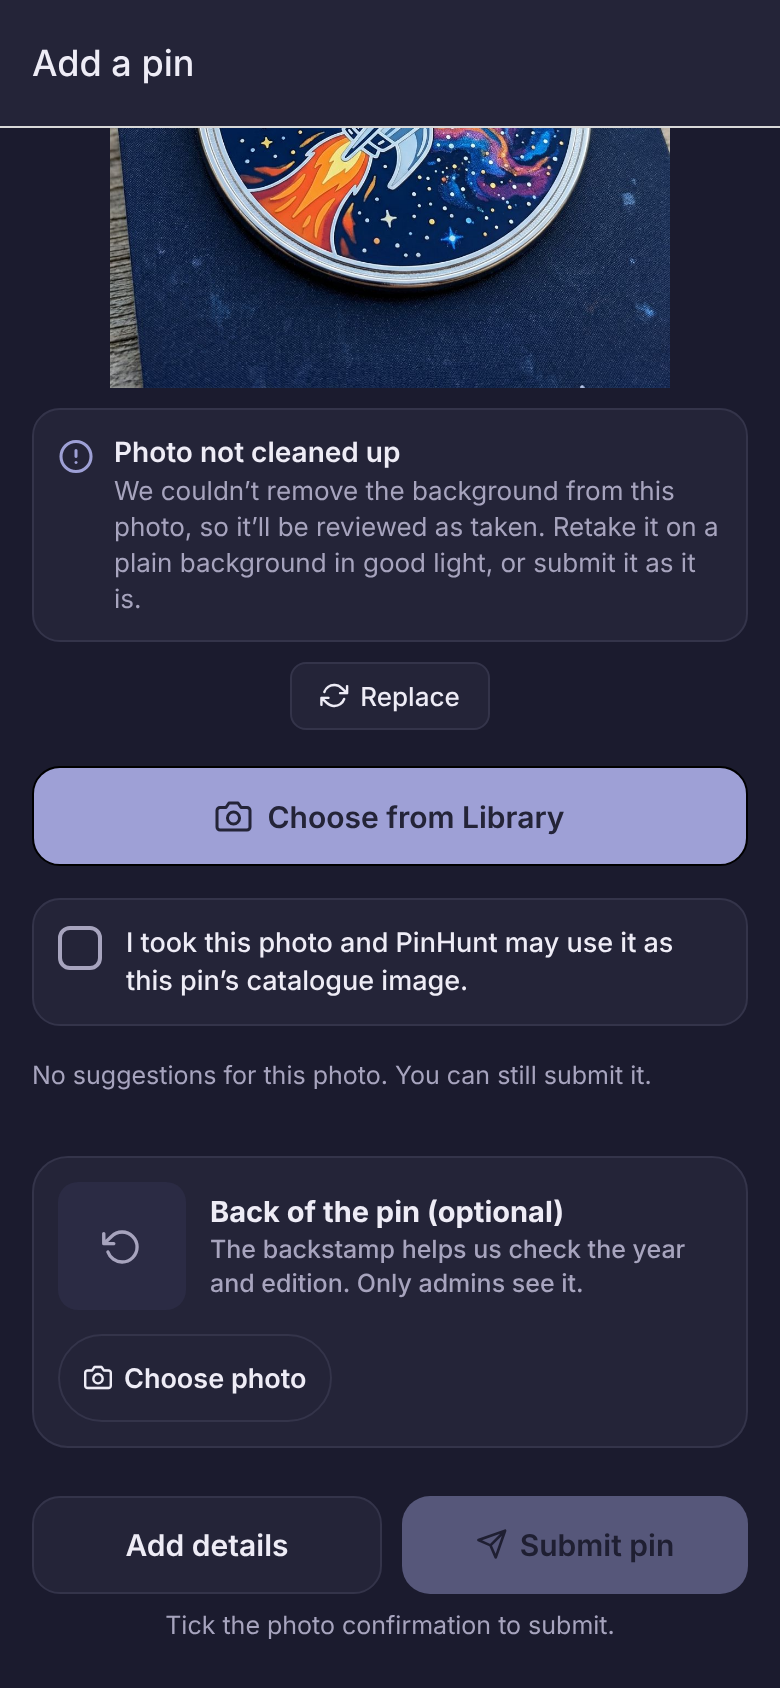 Add a pin
Photo not cleaned up
We couldn’t remove the background from this
photo, so it’ll be reviewed as taken. Retake it on a
plain background in good light, or submit it as it
is.
Replace
Choose from Library
I took this photo and PinHunt may use it as
this pin’s catalogue image.
No suggestions for this photo. You can still submit it.
Back of the pin (optional)
The backstamp helps us check the year
and edition. Only admins see it.
Choose photo
Add details
Submit pin
Tick the photo confirmation to submit.